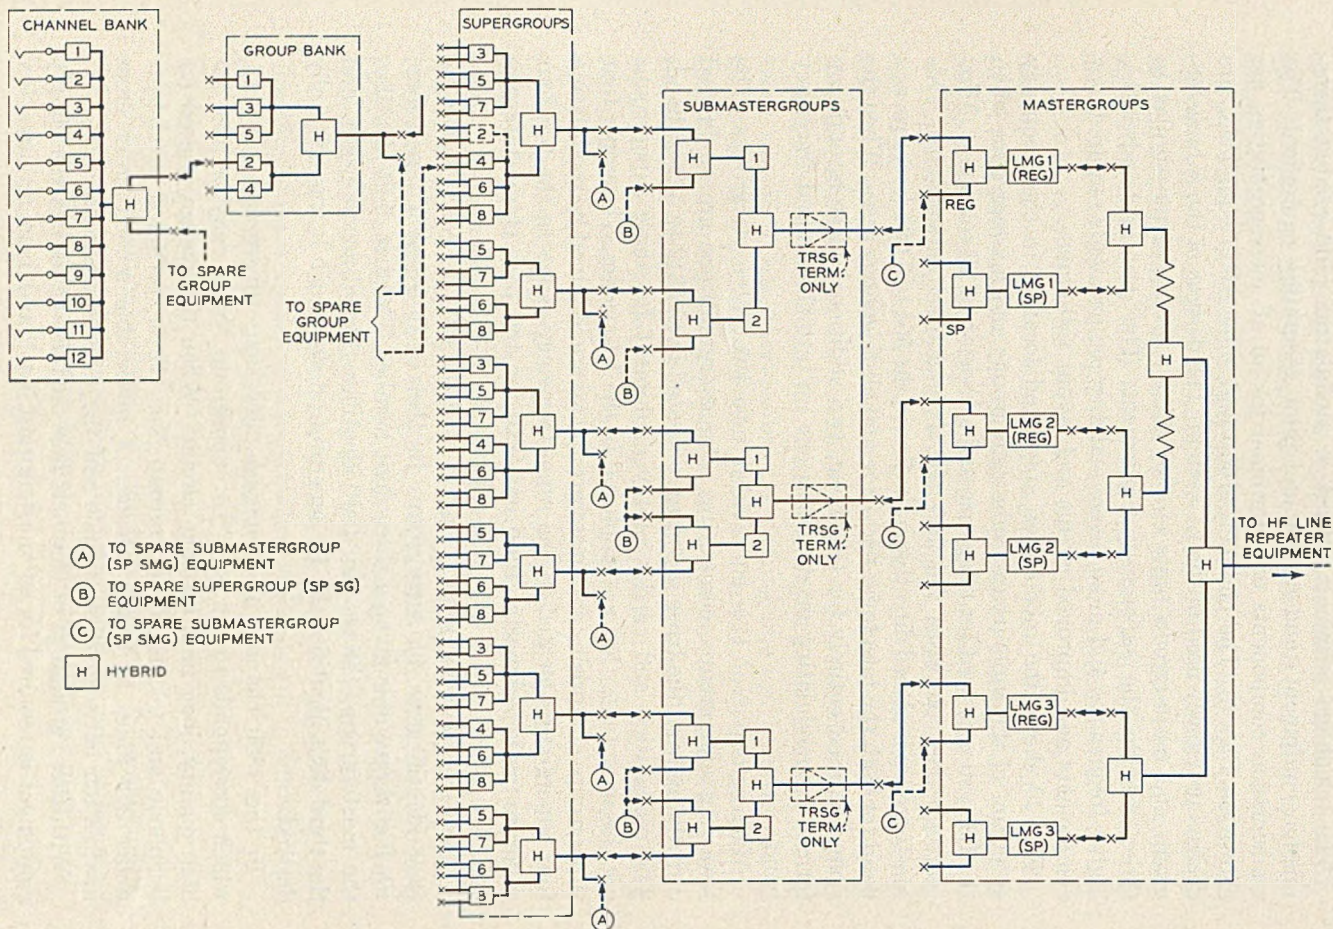 CHANNEL BANK
1
2
3
4
5
6
7
8
9
10
11
12
H
TO SPARE
GROUP
EQUIPMENT
GROUP BANK
1
3
5
2
4
H
TO SPARE
GROUP
EQUIPMENT
SUPERGROUPS
3
5
7
2
4
6
8
H
5
7
6
8
H
3
5
7
4
6
8
H
5
7
6
8
H
3
5
7
4
6
8
H
5
7
6
H
A
B
A
B
A
B
A
A
B
A
SUBMASTERGROUPS
H
1
H
H
2
H
1
H
H
2
H
1
H
H
2
TRSG
TERM.
ONLY
TRSG
TERM.
ONLY
TRSG
TERM.
ONLY
C
C
C
MASTERGROUPS
H
LMG 1
(REG)
REG
H
H
LMG 1
(SP)
SP
H
H
LMG 2
(REG)
H
H
LMG 2
(SP)
H
H
LMG 3
(REG)
H
H
LMG 3
(SP)
TO HF LINE
REPEATER
EQUIPMENT
A TO SPARE SUBMASTERGROUP
(SP SMG) EQUIPMENT
B TO SPARE SUPERGROUP (SP SG)
EQUIPMENT
C TO SPARE SUBMASTERGROUP
(SP SMG) EQUIPMENT
H HYBRID